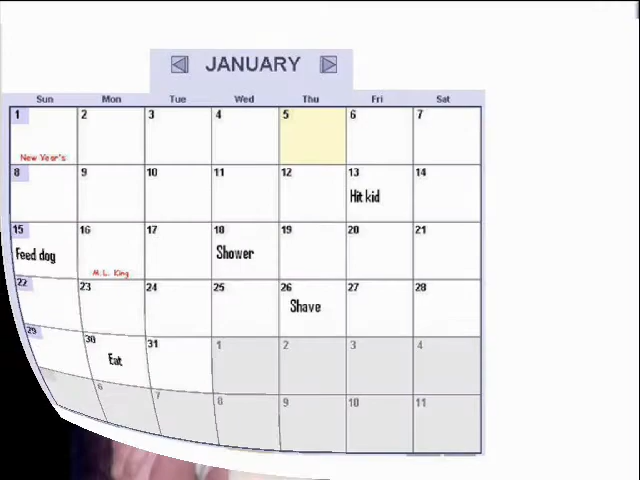 JANUARY
Sun Mon Tue Wed Thu Fri Sat
1 2 3 4 5 6 7
New Year's
8 9 10 11 12 13 14
Hit kid
15 16 17 18 19 20 21
Feed dog Shower
M.L. King
22 23 24 25 26 27 28
Shave
29 30 31 1 2 3 4
Eat
6 7 8 9 10 11